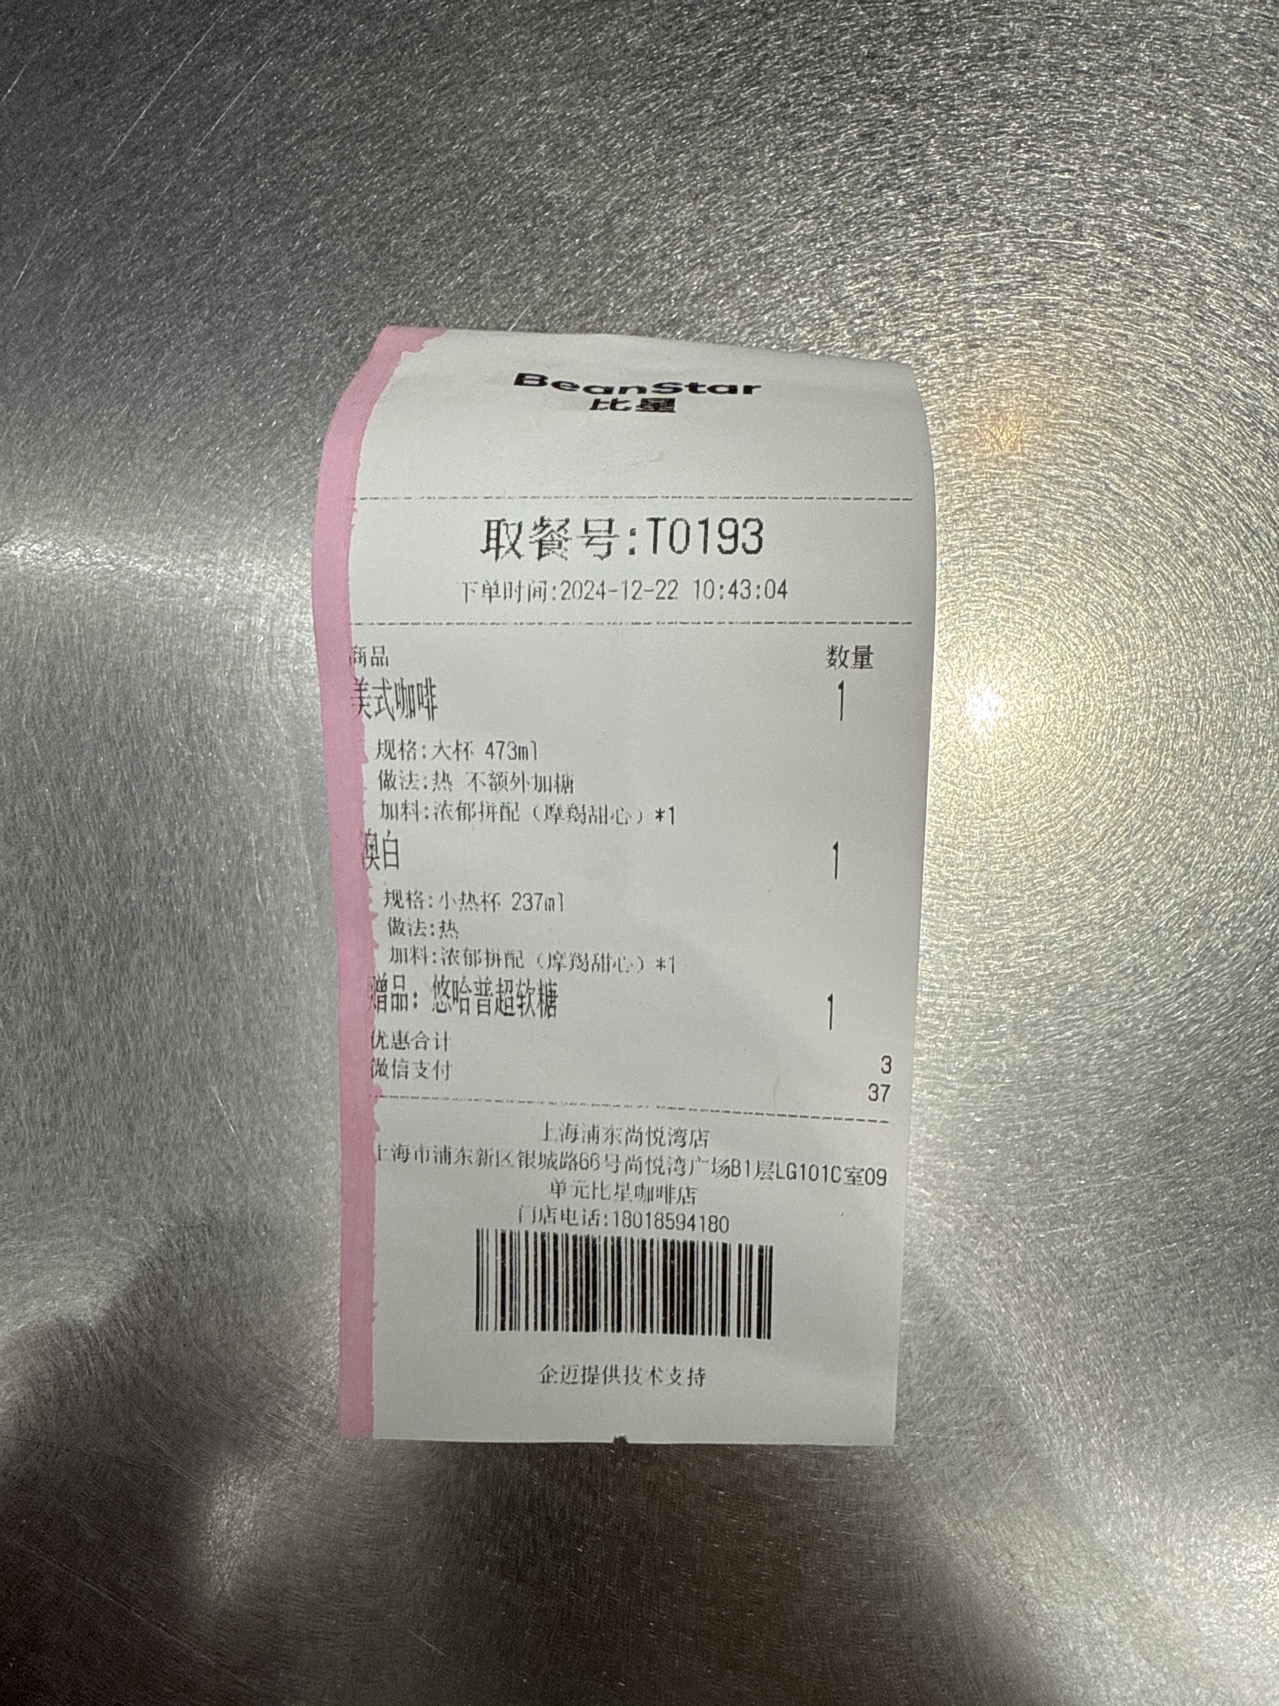 BeanStar
比星
取餐号:T0193
下单时间:2024-12-22 10:43:04
商品 数量
美式咖啡 1
规格:大杯 473ml
做法:热 不额外加糖
加料:浓郁拼配（摩羯甜心）*1
澳白 1
规格:小热杯 237ml
做法:热
加料:浓郁拼配（摩羯甜心）*1
赠品: 悠哈普超软糖 1
优惠合计 3
微信支付 37
上海浦东尚悦湾店
上海市浦东新区银城路66号尚悦湾广场B1层LG101C室09
单元比星咖啡店
门店电话:18018594180
企迈提供技术支持